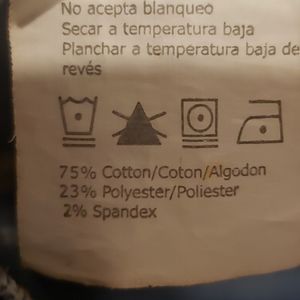 No acepta blanqueo
Secar a temperatura baja
Planchar a temperatura baja de
revés
75% Cotton/Coton/Algodon
23% Polyester/Poliester
2% Spandex